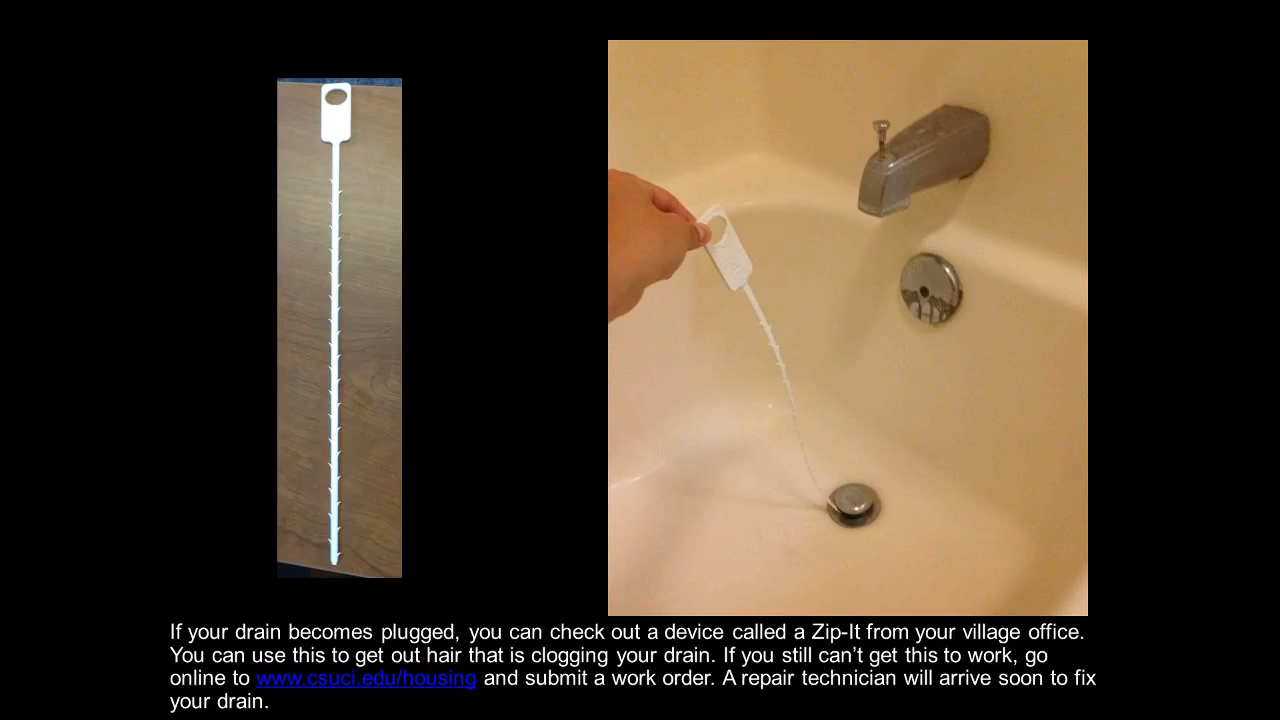 If your drain becomes plugged, you can check out a device called a Zip-It from your village office.
You can use this to get out hair that is clogging your drain. If you still can’t get this to work, go
online to www.csuci.edu/housing and submit a work order. A repair technician will arrive soon to fix
your drain.